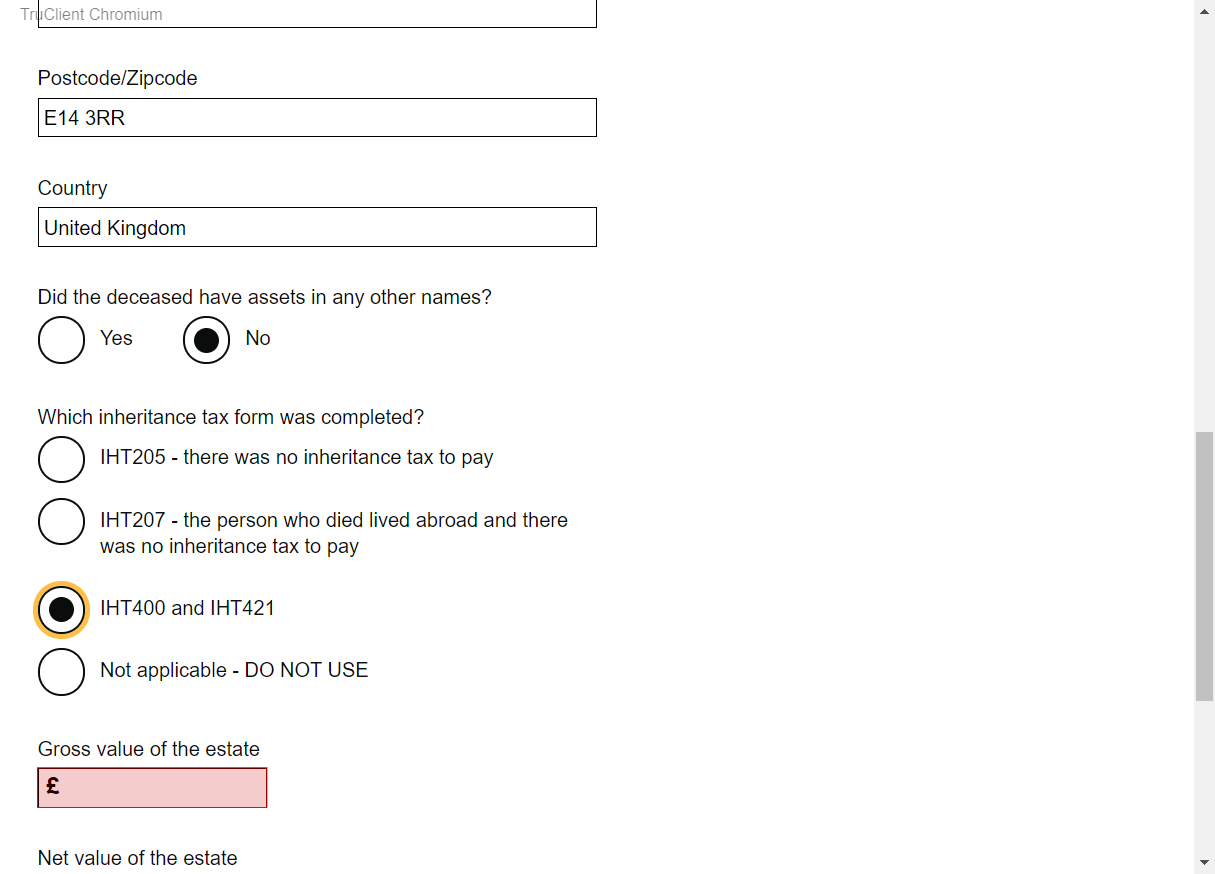 TruClient Chromium
Postcode/Zipcode
E14 3RR
Country
United Kingdom
Did the deceased have assets in any other names?
Yes
No
Which inheritance tax form was completed?
IHT205 - there was no inheritance tax to pay
IHT207 - the person who died lived abroad and there
was no inheritance tax to pay
IHT400 and IHT421
Not applicable - DO NOT USE
Gross value of the estate
£
Net value of the estate